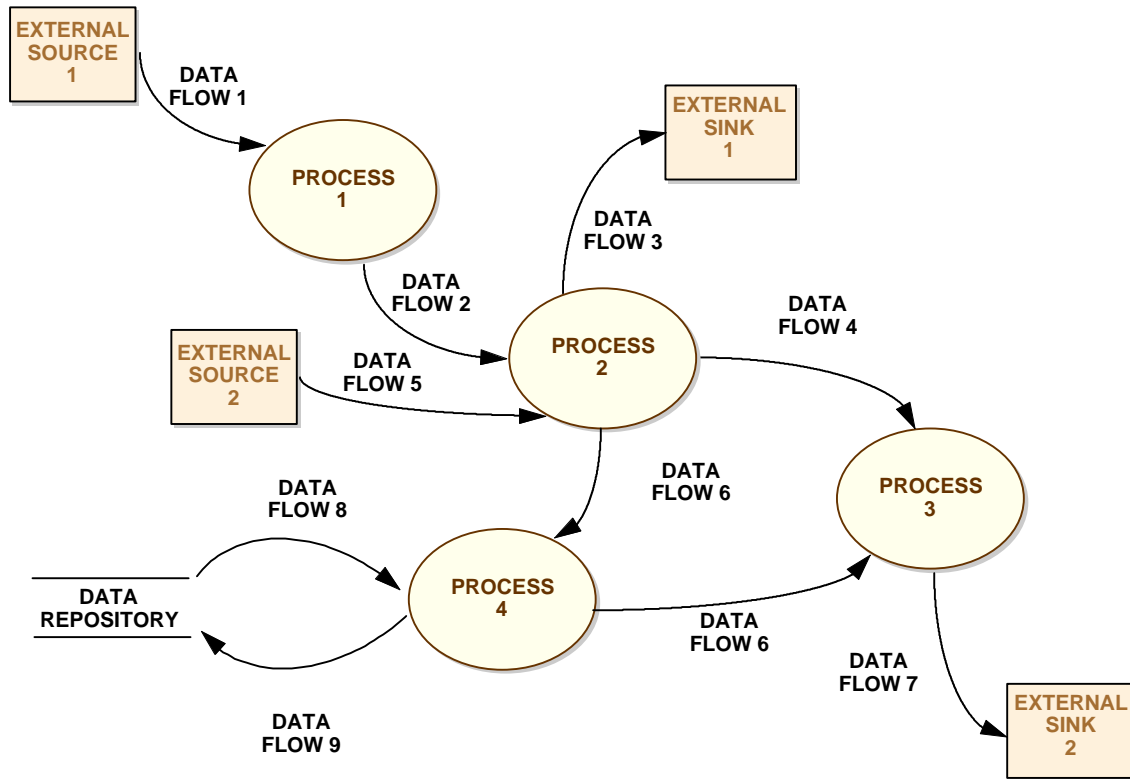 EXTERNAL
SOURCE
1
DATA
FLOW 1
EXTERNAL
SINK
1
PROCESS
1
DATA
FLOW 3
DATA
FLOW 2
DATA
FLOW 4
EXTERNAL
SOURCE
2
DATA
FLOW 5
PROCESS
2
DATA
FLOW 8
DATA
FLOW 6
PROCESS
3
DATA
REPOSITORY
PROCESS
4
DATA
FLOW 6
DATA
FLOW 7
DATA
FLOW 9
EXTERNAL
SINK
2